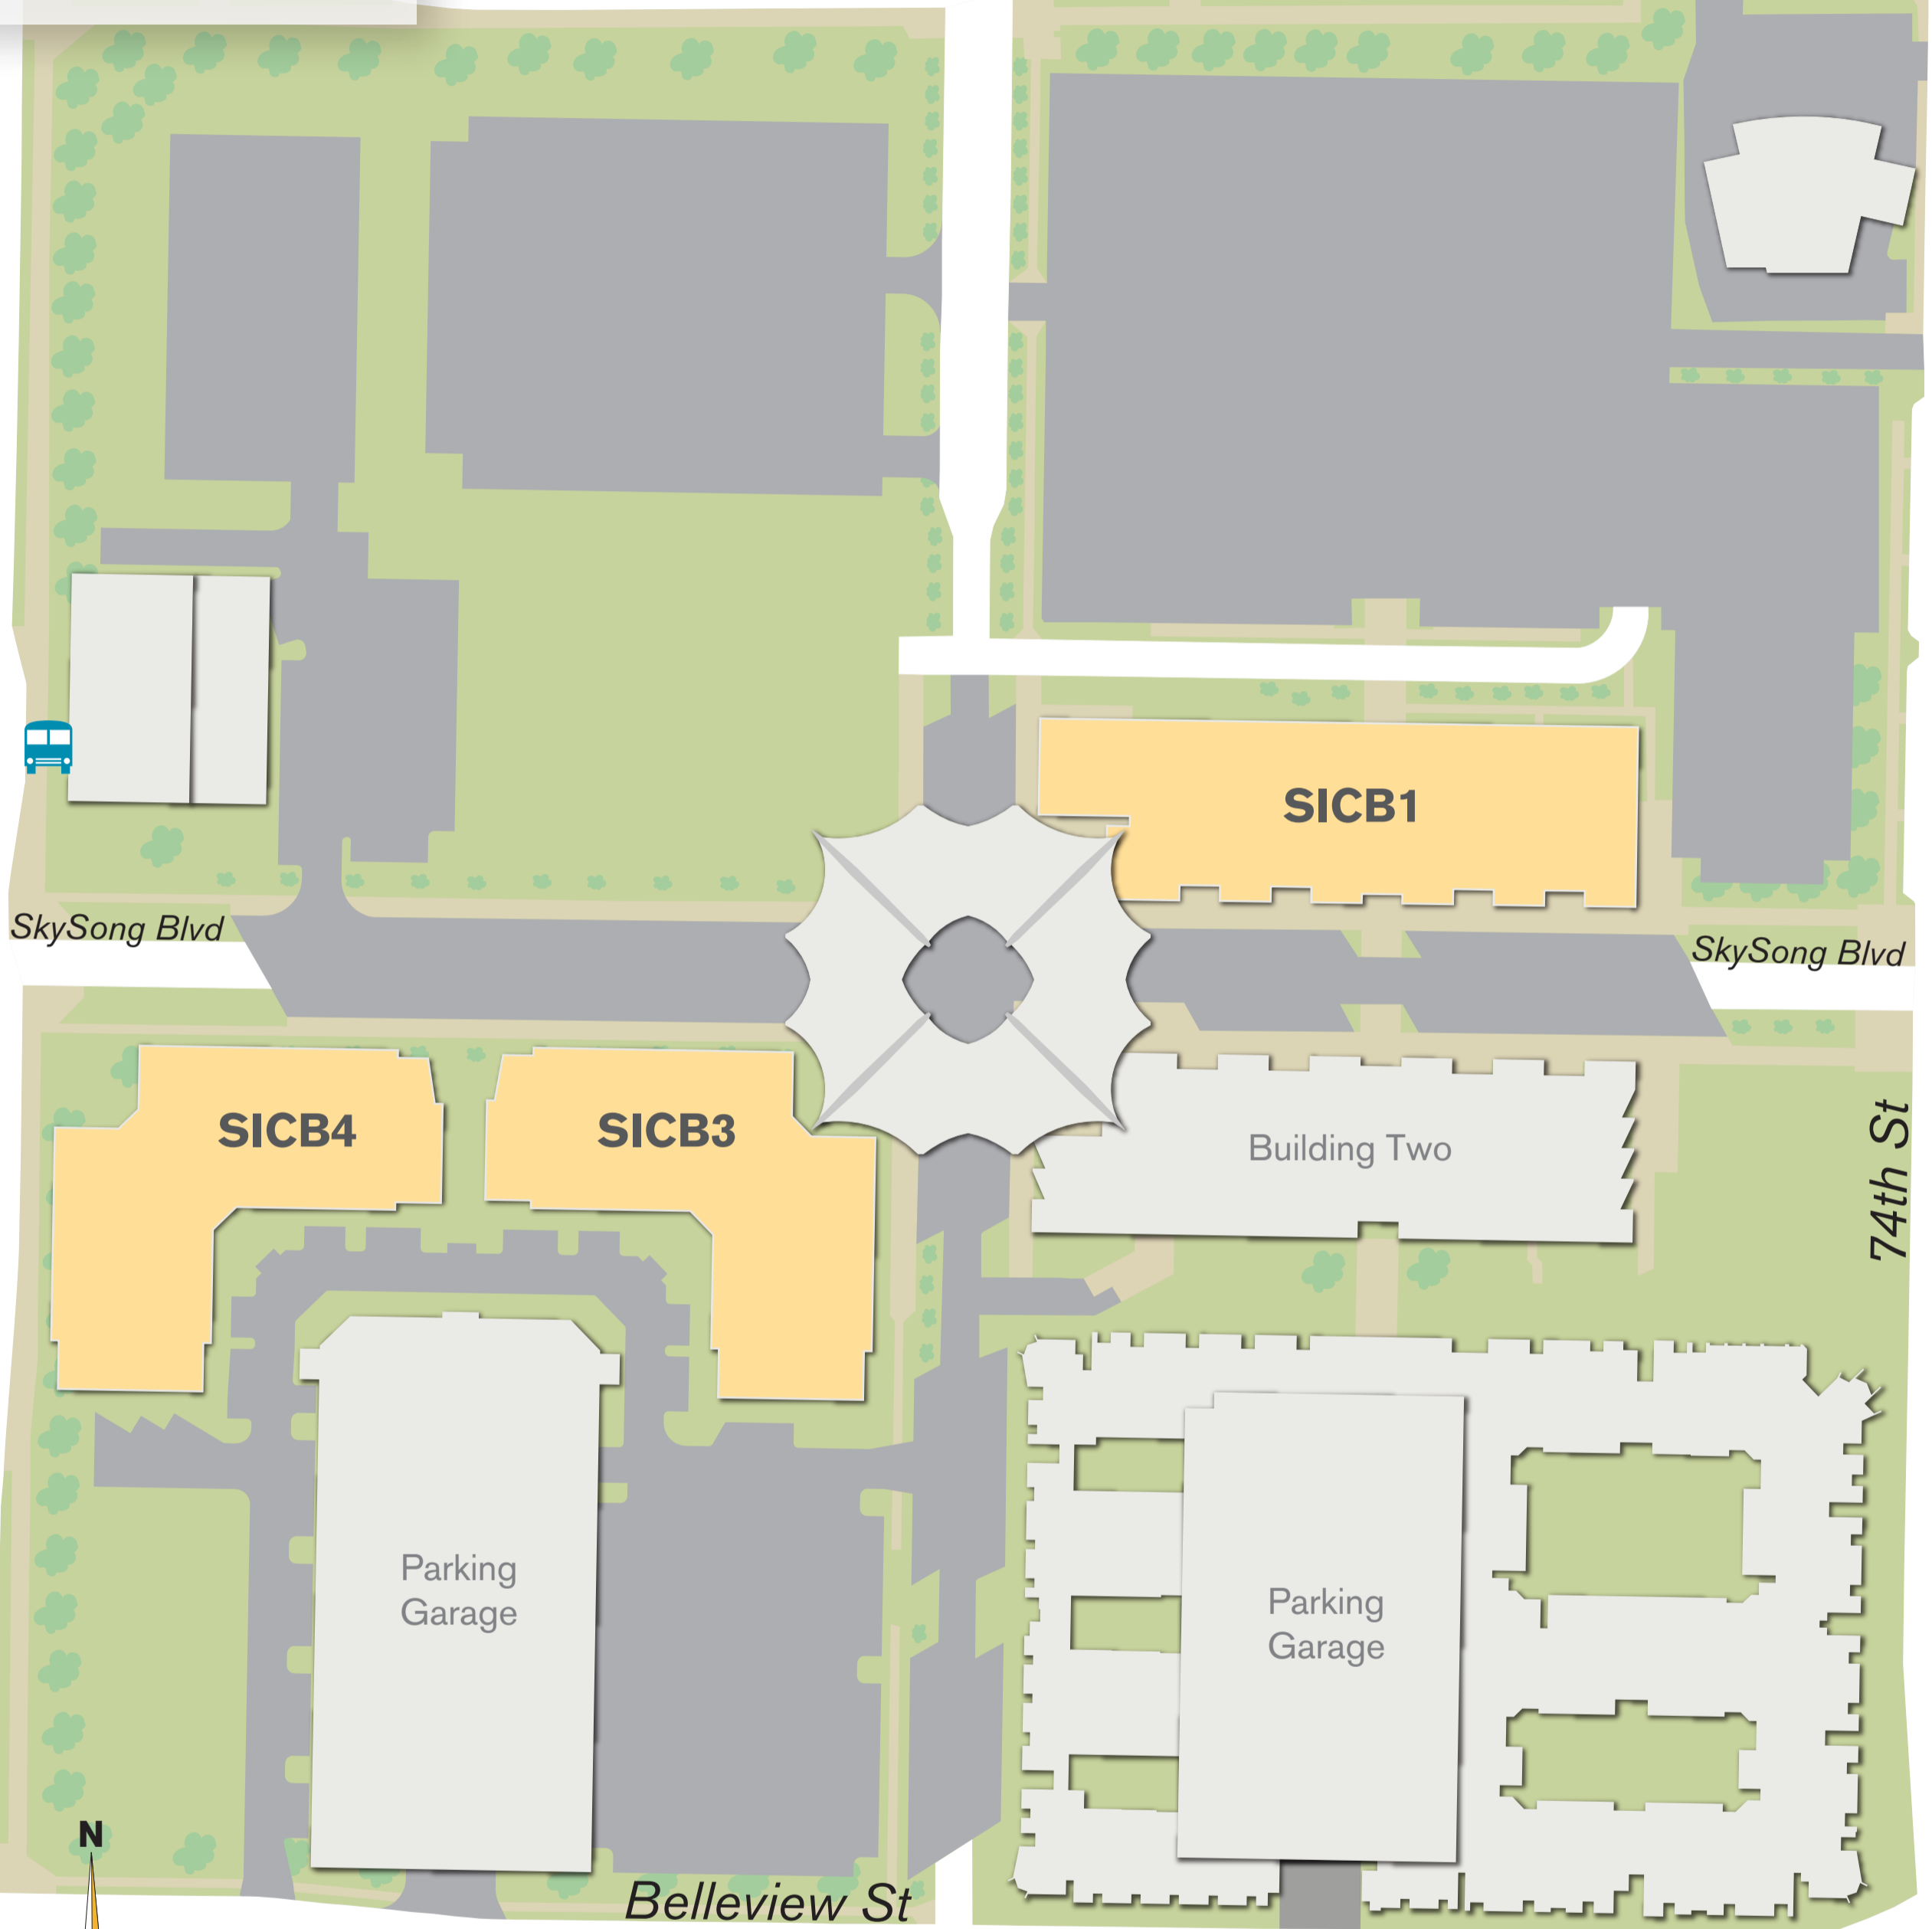 SICB1
SkySong Blvd
SkySong Blvd
SICB4
SICB3
Building Two
74th St
Parking
Garage
Parking
Garage
N
Belleview St